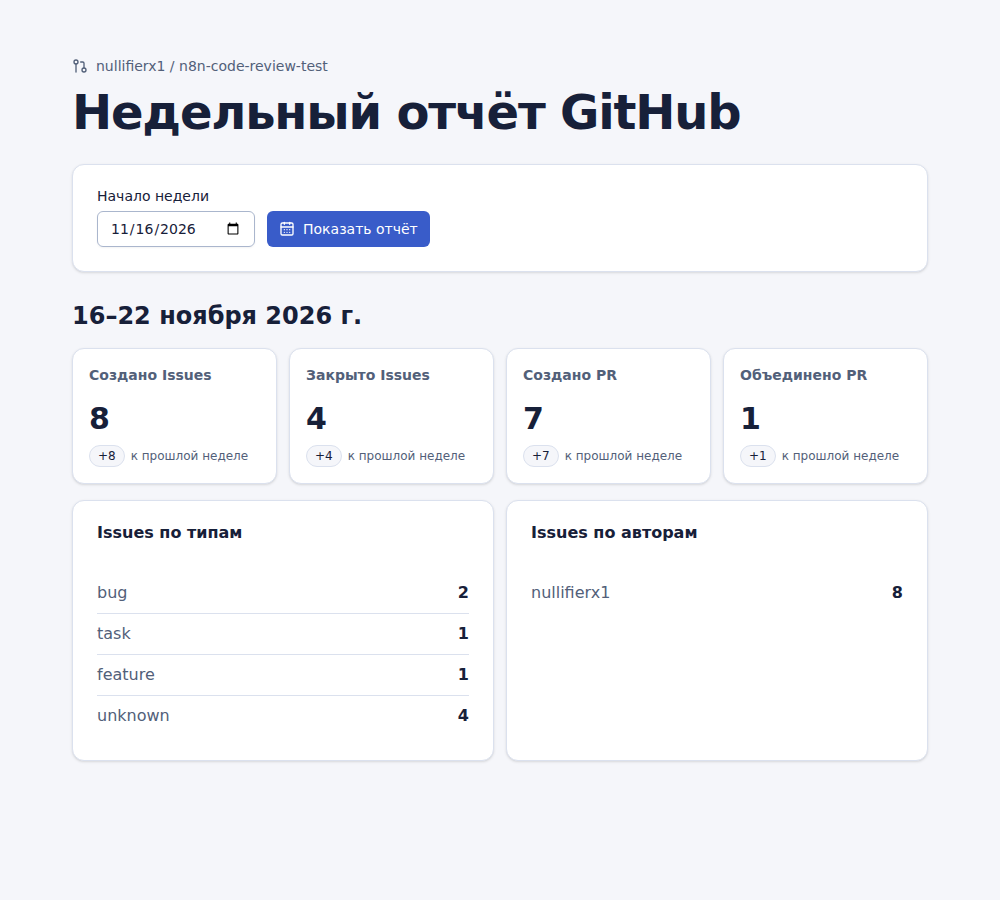 nullifierx1 / n8n-code-review-test
Недельный отчёт GitHub
Начало недели
11/16/2026
Показать отчёт
16–22 ноября 2026 г.
Создано Issues
8
+8 к прошлой неделе
Закрыто Issues
4
+4 к прошлой неделе
Создано PR
7
+7 к прошлой неделе
Объединено PR
1
+1 к прошлой неделе
Issues по типам
bug 2
task 1
feature 1
unknown 4
Issues по авторам
nullifierx1 8